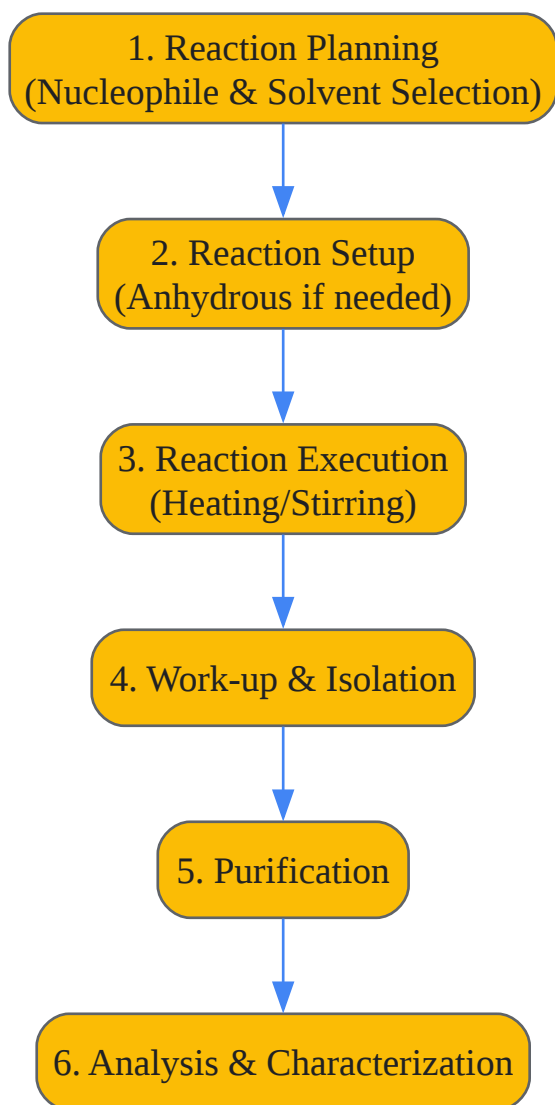 1. Reaction Planning
(Nucleophile & Solvent Selection)
2. Reaction Setup
(Anhydrous if needed)
3. Reaction Execution
(Heating/Stirring)
4. Work-up & Isolation
5. Purification
6. Analysis & Characterization